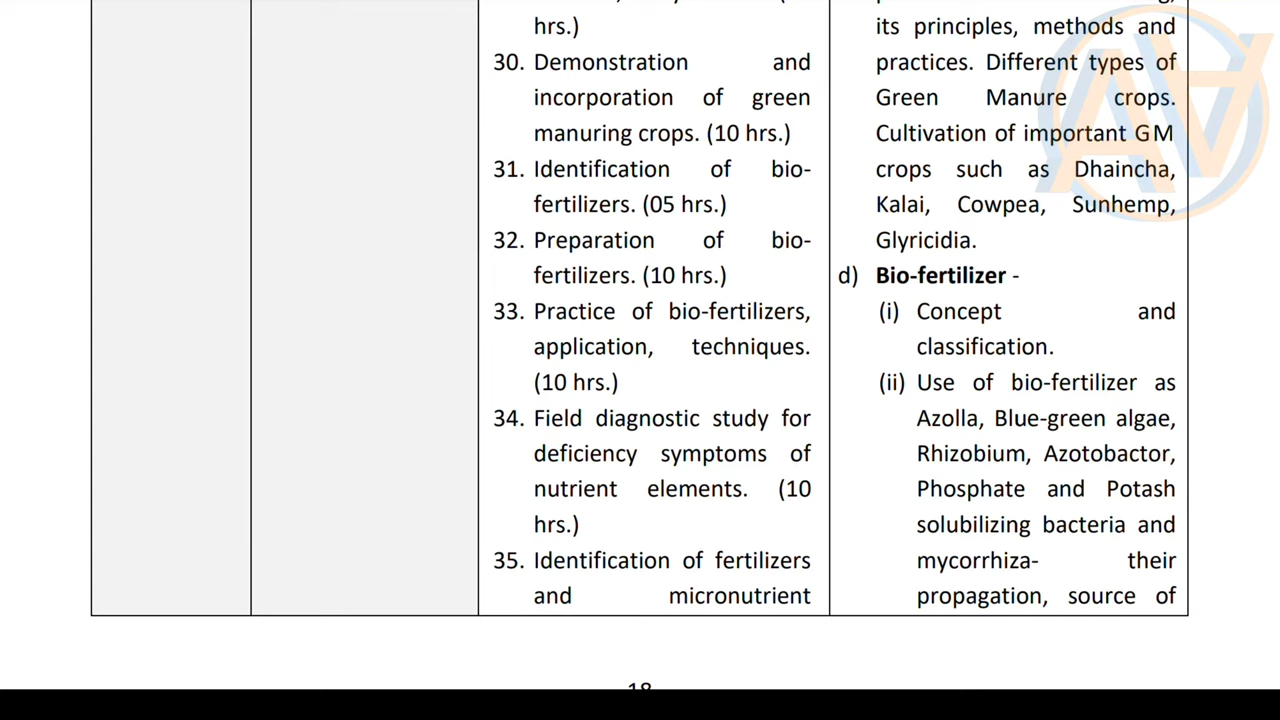 hrs.)
30. Demonstration and
incorporation of green
manuring crops. (10 hrs.)
31. Identification of bio-
fertilizers. (05 hrs.)
32. Preparation of bio-
fertilizers. (10 hrs.)
33. Practice of bio-fertilizers,
application, techniques.
(10 hrs.)
34. Field diagnostic study for
deficiency symptoms of
nutrient elements. (10
hrs.)
35. Identification of fertilizers
and micronutrient
its principles, methods and
practices. Different types of
Green Manure crops.
Cultivation of important GM
crops such as Dhaincha,
Kalai, Cowpea, Sunhemp,
Glyricidia.
d) Bio-fertilizer -
(i) Concept and
classification.
(ii) Use of bio-fertilizer as
Azolla, Blue-green algae,
Rhizobium, Azotobactor,
Phosphate and Potash
solubilizing bacteria and
mycorrhiza- their
propagation, source of
18